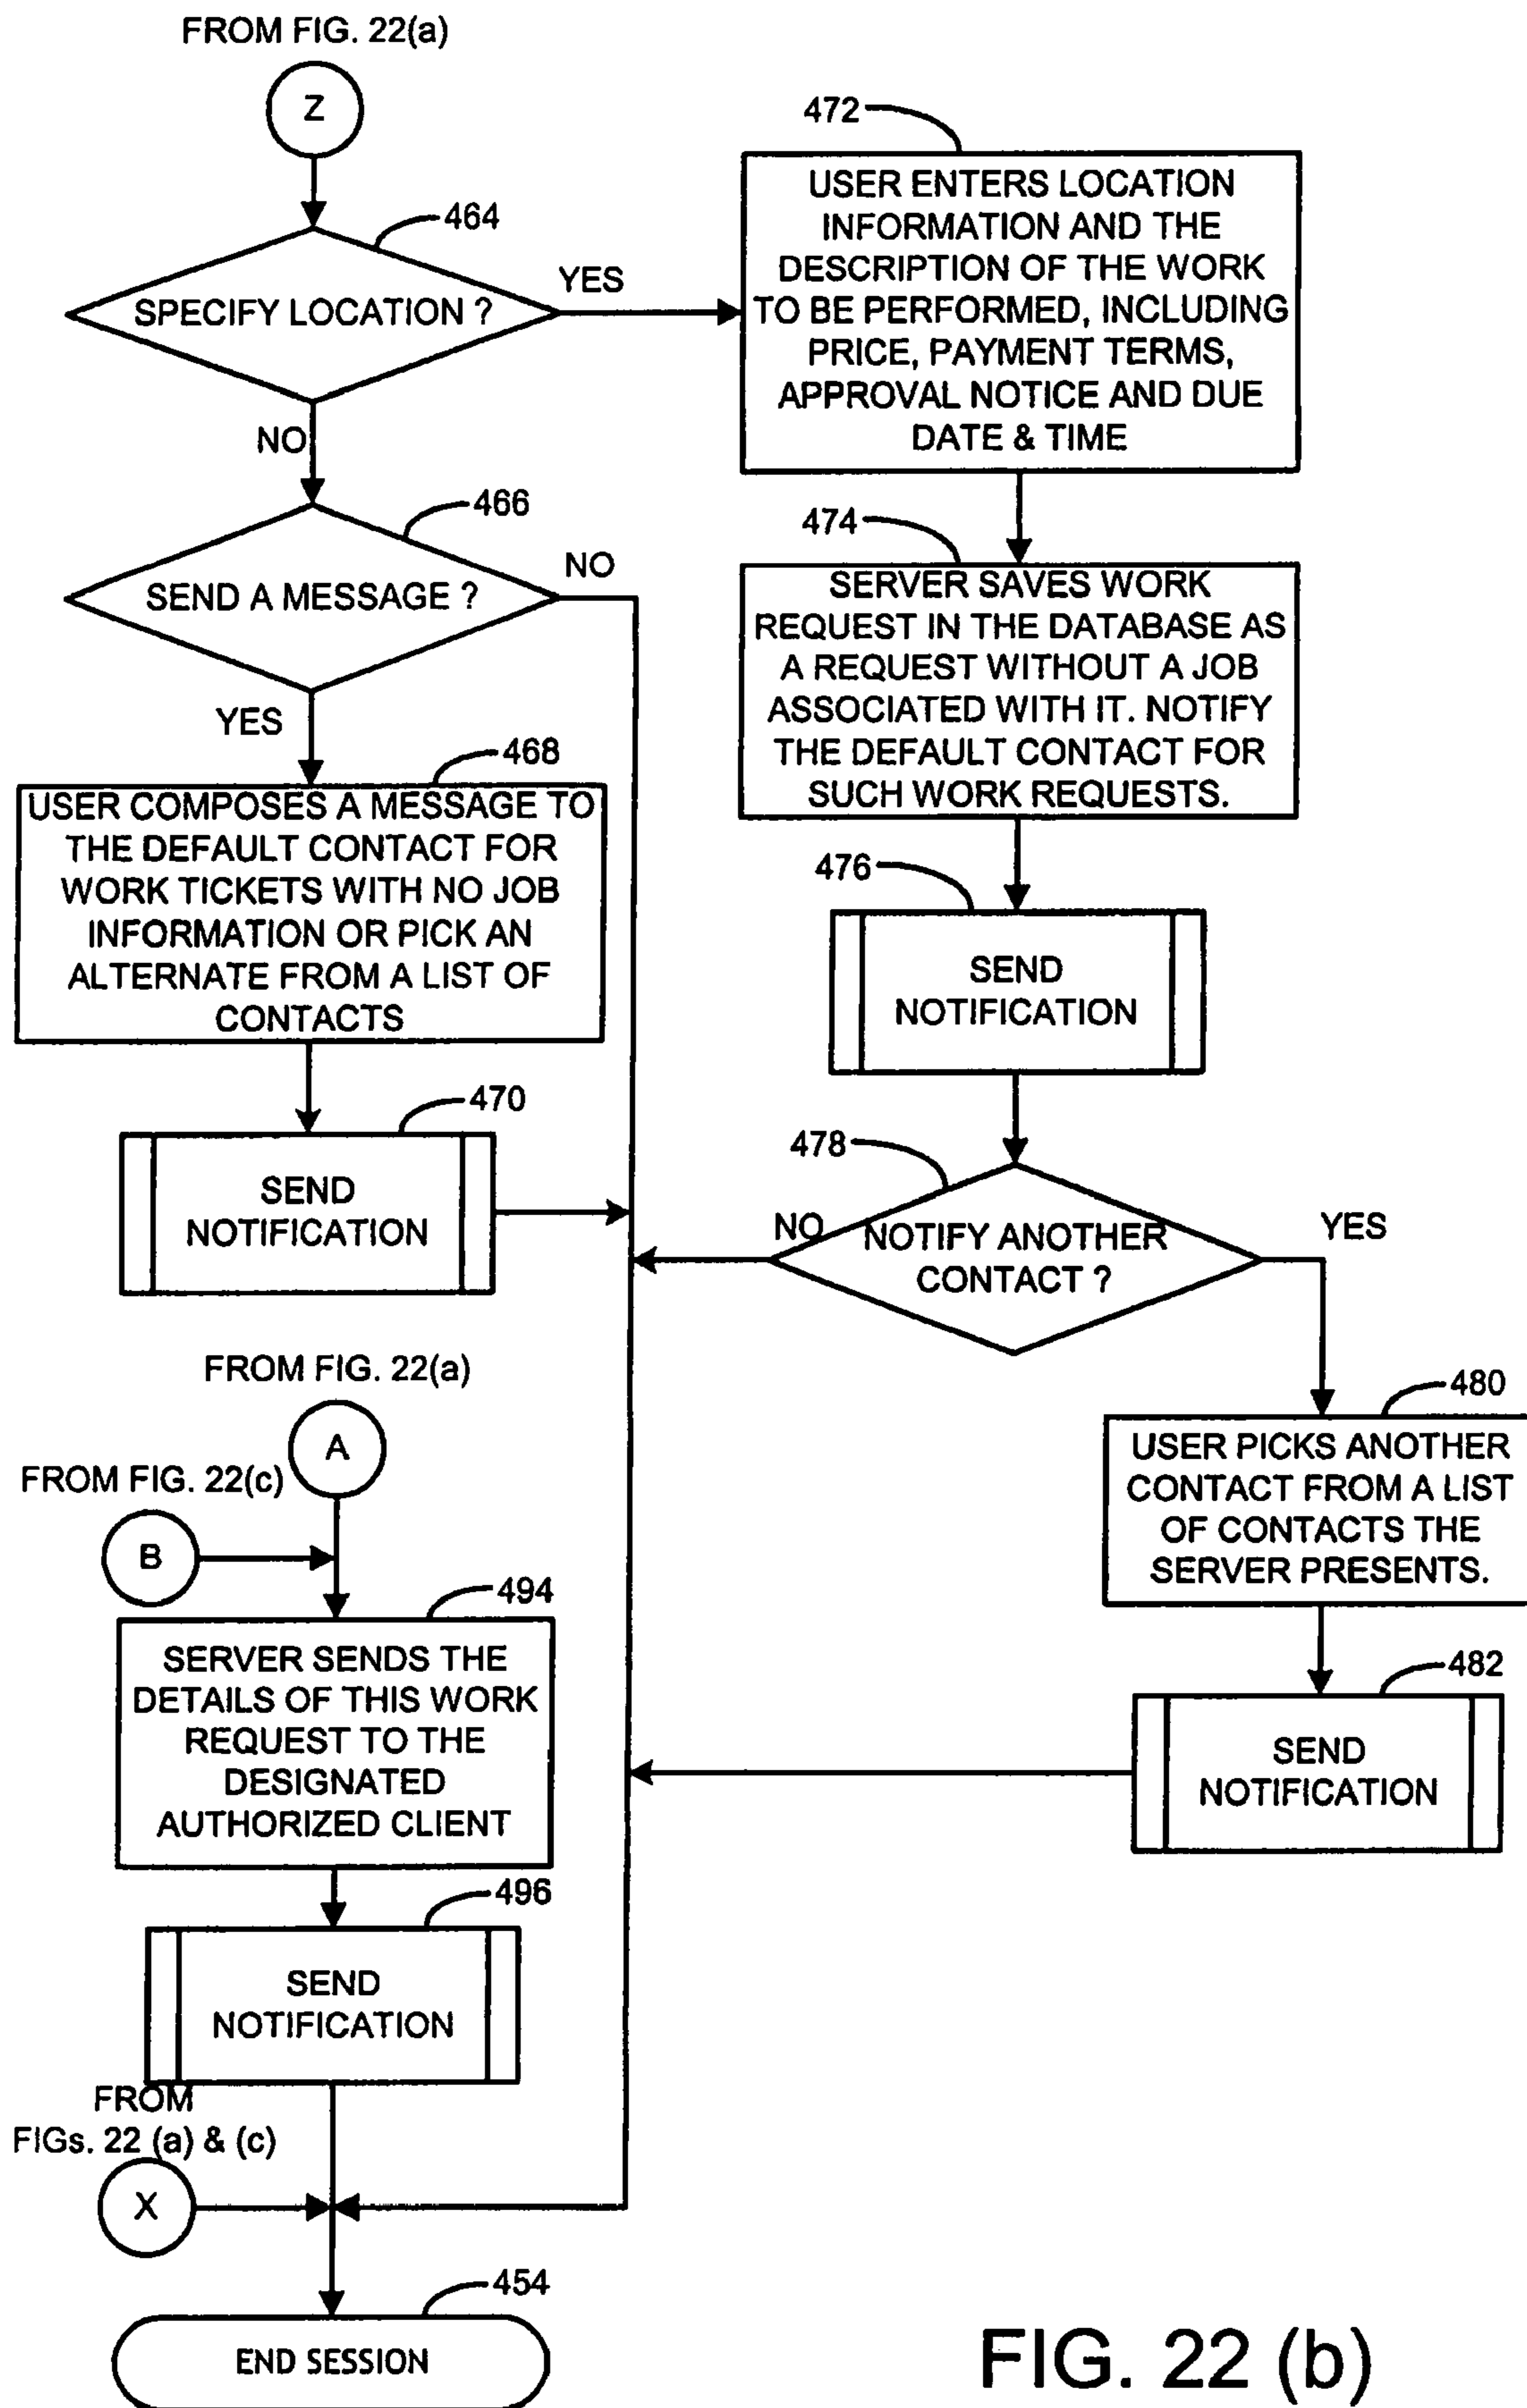 FROM FIG. 22(a)
Z
464
SPECIFY LOCATION ?
YES
NO
472
USER ENTERS LOCATION
INFORMATION AND THE
DESCRIPTION OF THE WORK
TO BE PERFORMED, INCLUDING
PRICE, PAYMENT TERMS,
APPROVAL NOTICE AND DUE
DATE & TIME
466
SEND A MESSAGE ?
NO
YES
474
SERVER SAVES WORK
REQUEST IN THE DATABASE AS
A REQUEST WITHOUT A JOB
ASSOCIATED WITH IT. NOTIFY
THE DEFAULT CONTACT FOR
SUCH WORK REQUESTS.
468
USER COMPOSES A MESSAGE TO
THE DEFAULT CONTACT FOR
WORK TICKETS WITH NO JOB
INFORMATION OR PICK AN
ALTERNATE FROM A LIST OF
CONTACTS
476
SEND
NOTIFICATION
470
SEND
NOTIFICATION
478
NO
NOTIFY ANOTHER
CONTACT ?
YES
480
USER PICKS ANOTHER
CONTACT FROM A LIST
OF CONTACTS THE
SERVER PRESENTS.
482
SEND
NOTIFICATION
FROM FIG. 22(a)
A
FROM FIG. 22(c)
B
494
SERVER SENDS THE
DETAILS OF THIS WORK
REQUEST TO THE
DESIGNATED
AUTHORIZED CLIENT
496
SEND
NOTIFICATION
FROM
FIGs. 22 (a) & (c)
X
454
END SESSION
FIG. 22 (b)